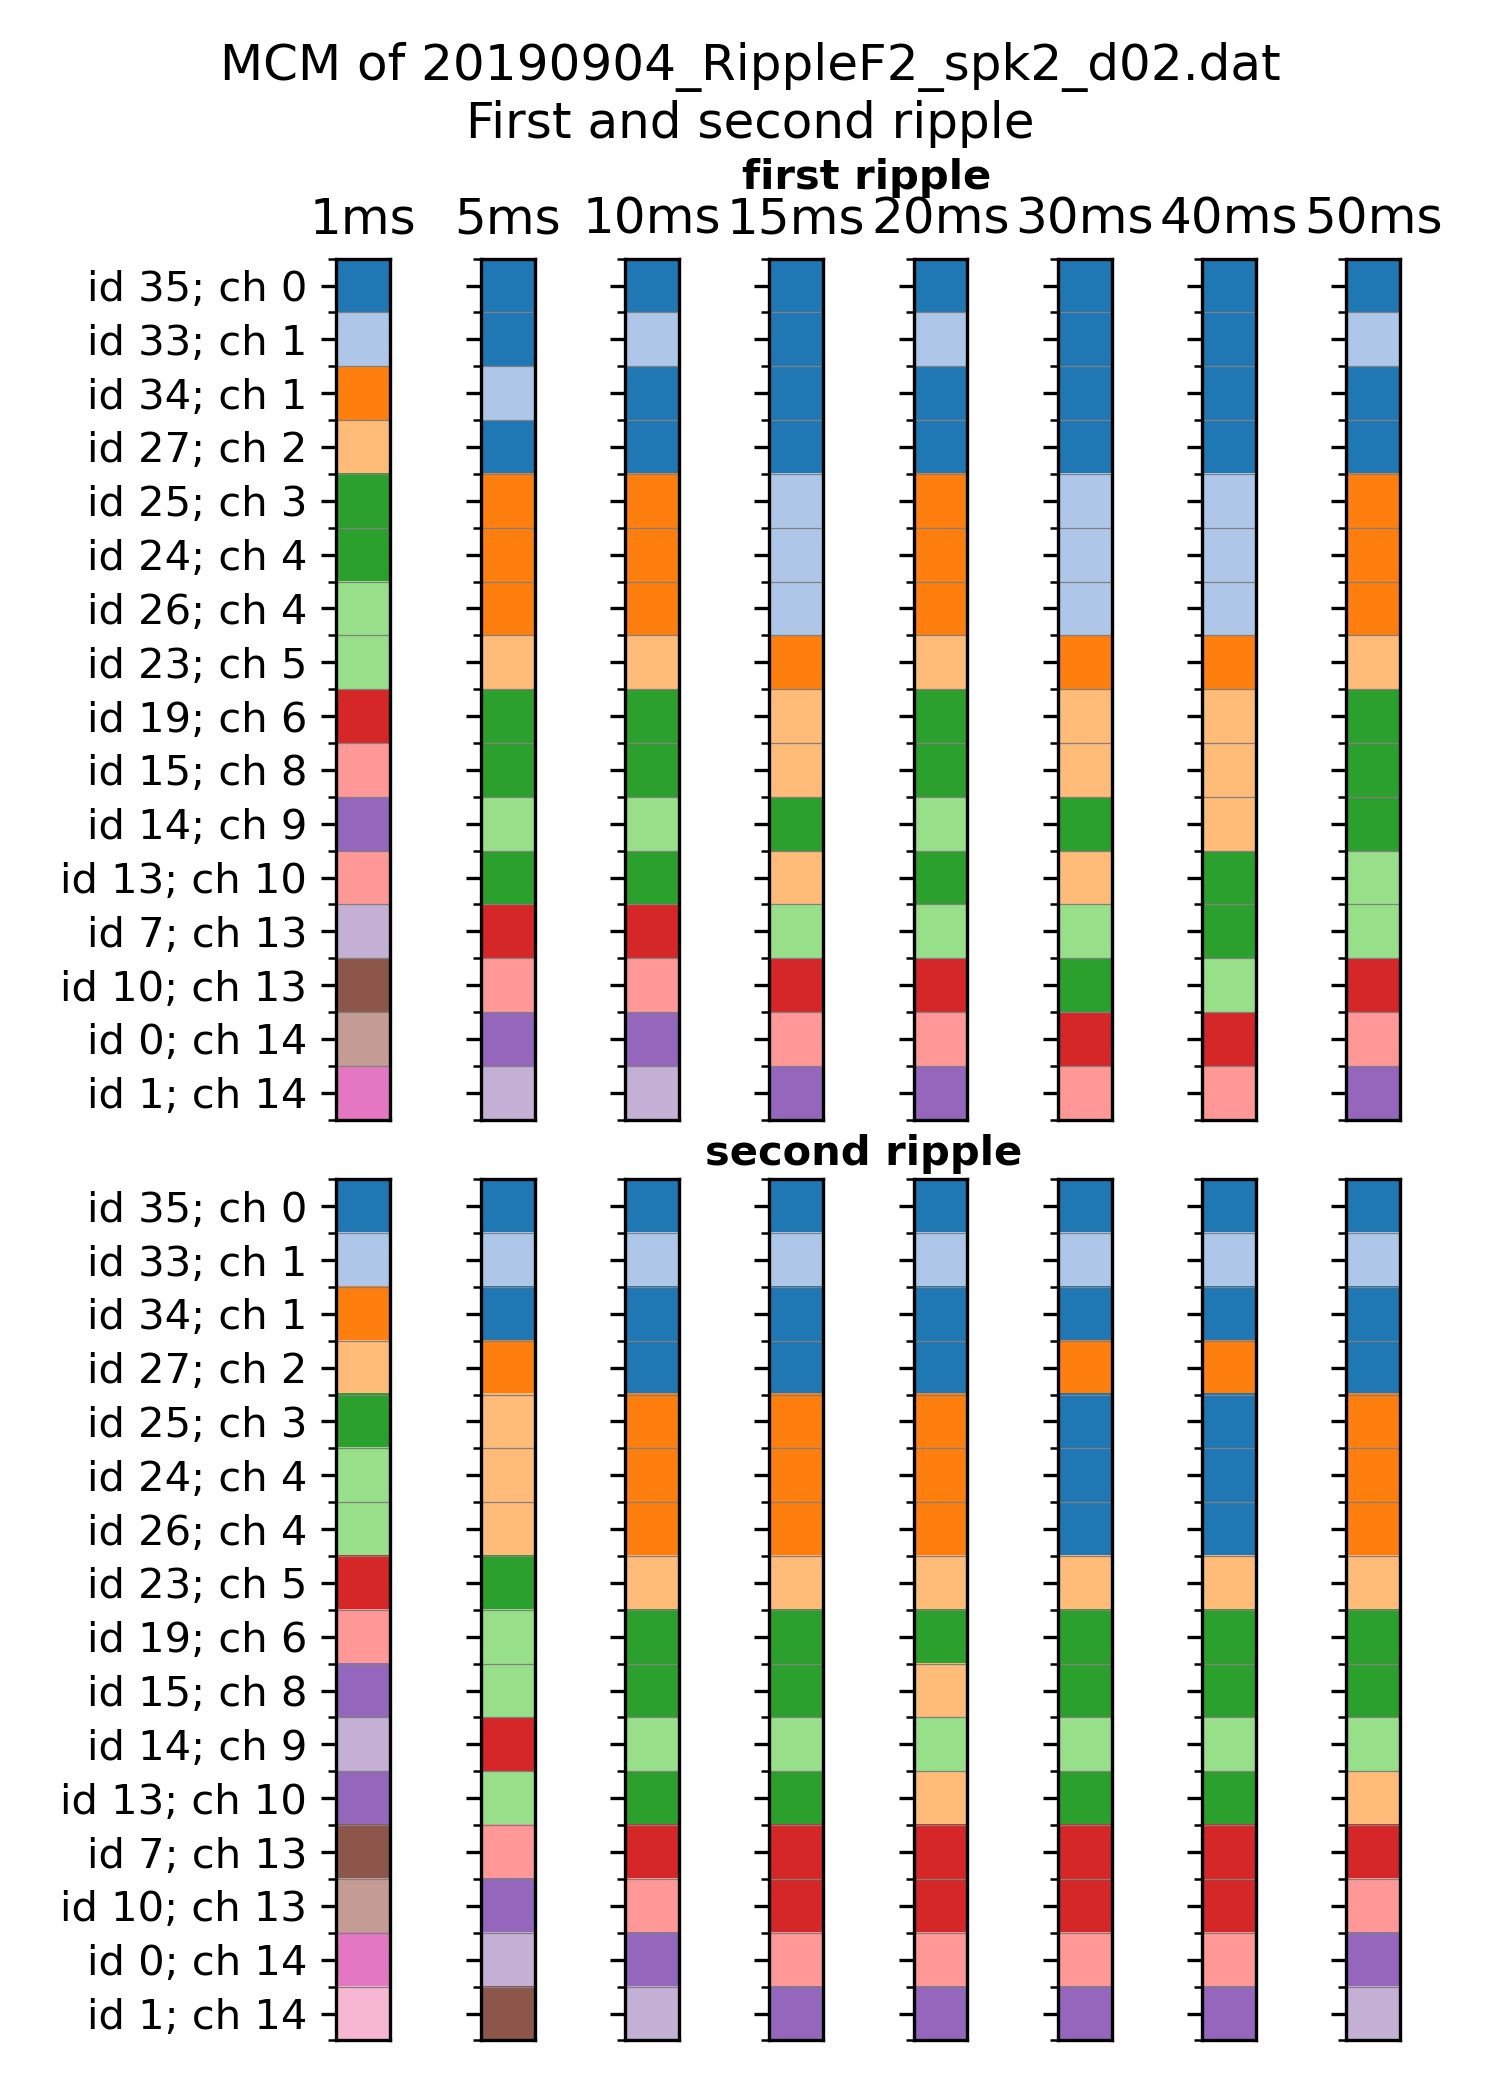 MCM of 20190904_RippleF2_spk2_d02.dat
First and second ripple
first ripple
1ms 5ms 10ms 15ms 20ms 30ms 40ms 50ms
id 35; ch 0
id 33; ch 1
id 34; ch 1
id 27; ch 2
id 25; ch 3
id 24; ch 4
id 26; ch 4
id 23; ch 5
id 19; ch 6
id 15; ch 8
id 14; ch 9
id 13; ch 10
id 7; ch 13
id 10; ch 13
id 0; ch 14
id 1; ch 14
second ripple
id 35; ch 0
id 33; ch 1
id 34; ch 1
id 27; ch 2
id 25; ch 3
id 24; ch 4
id 26; ch 4
id 23; ch 5
id 19; ch 6
id 15; ch 8
id 14; ch 9
id 13; ch 10
id 7; ch 13
id 10; ch 13
id 0; ch 14
id 1; ch 14